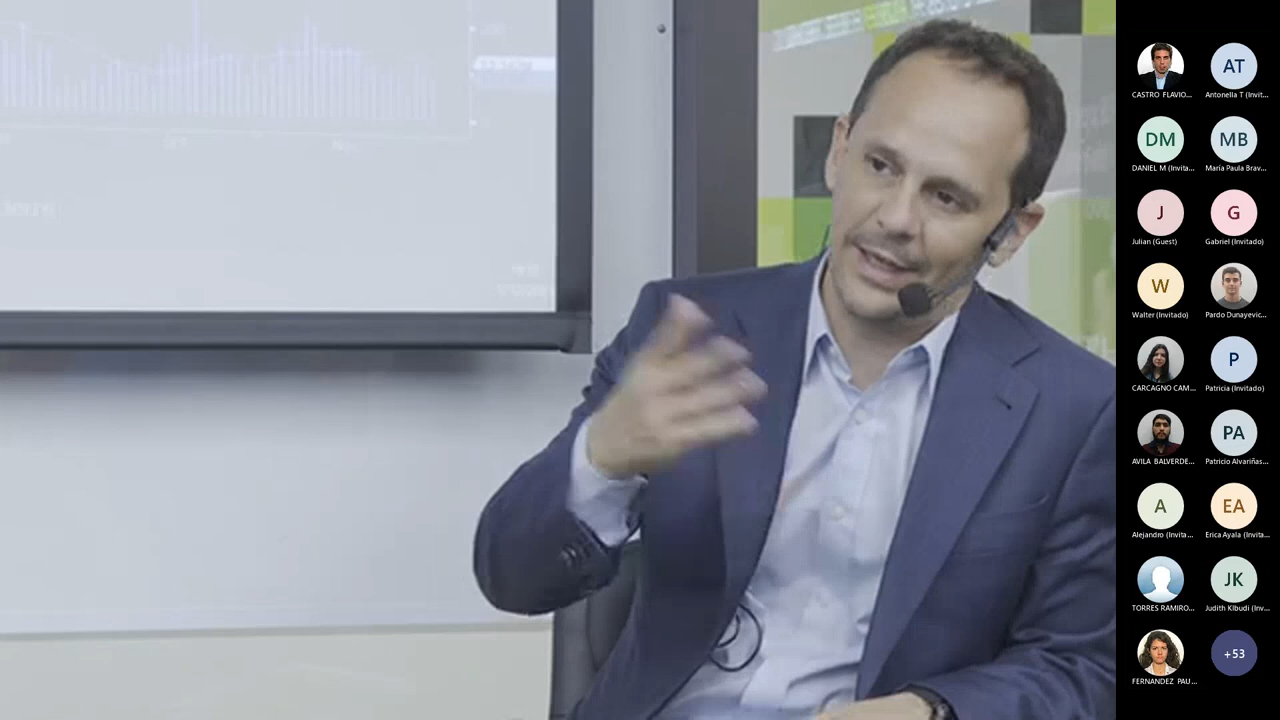 CASTRO FLAVIO...
AT
Antonella T (Invit...
DM
DANIEL M (Invita...
MB
María Paula Brav...
J
Julian (Guest)
G
Gabriel (Invitado)
W
Walter (Invitado)
Pardo Dunayevic...
CARCAGNO CAM...
P
Patricia (Invitado)
AVILA BALVERDE...
PA
Patricio Alvariñas...
A
Alejandro (Invita...
EA
Erica Ayala (Invita...
TORRES RAMIRO...
JK
Judith Klbudi (Inv...
FERNANDEZ PAU...
+53